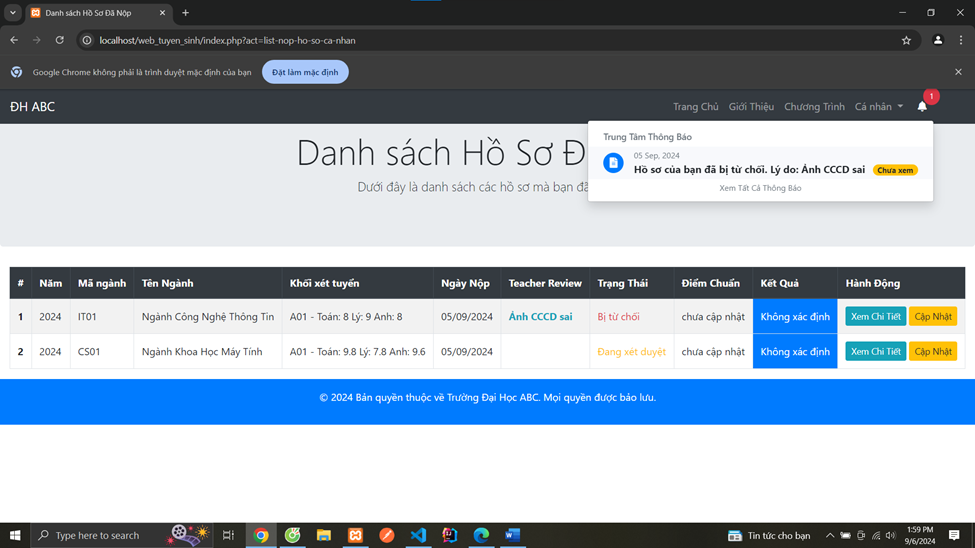 Danh sách Hồ Sơ Đã Nộp
localhost/web_tuyen_sinh/index.php?act=list-nop-ho-so-ca-nhan
Google Chrome không phải là trình duyệt mặc định của bạn
Đặt làm mặc định
ĐH ABC
Trang Chủ Giới Thiệu Chương Trình Cá nhân 1
Trung Tâm Thông Báo
05 Sep, 2024
Hồ sơ của bạn đã bị từ chối. Lý do: Ảnh CCCD sai Chưa xem
Xem Tất Cả Thông Báo
Danh sách Hồ Sơ Đ
Dưới đây là danh sách các hồ sơ mà bạn đã
# Năm Mã ngành Tên Ngành Khối xét tuyển Ngày Nộp Teacher Review Trạng Thái Điểm Chuẩn Kết Quả Hành Động
1 2024 IT01 Ngành Công Nghệ Thông Tin A01 - Toán: 8 Lý: 9 Anh: 8 05/09/2024 Ảnh CCCD sai Bị từ chối chưa cập nhật Không xác định Xem Chi Tiết Cập Nhật
2 2024 CS01 Ngành Khoa Học Máy Tính A01 - Toán: 9.8 Lý: 7.8 Anh: 9.6 05/09/2024 Đang xét duyệt chưa cập nhật Không xác định Xem Chi Tiết Cập Nhật
© 2024 Bản quyền thuộc về Trường Đại Học ABC. Mọi quyền được bảo lưu.
Type here to search
Tin tức cho bạn
1:59 PM
9/6/2024